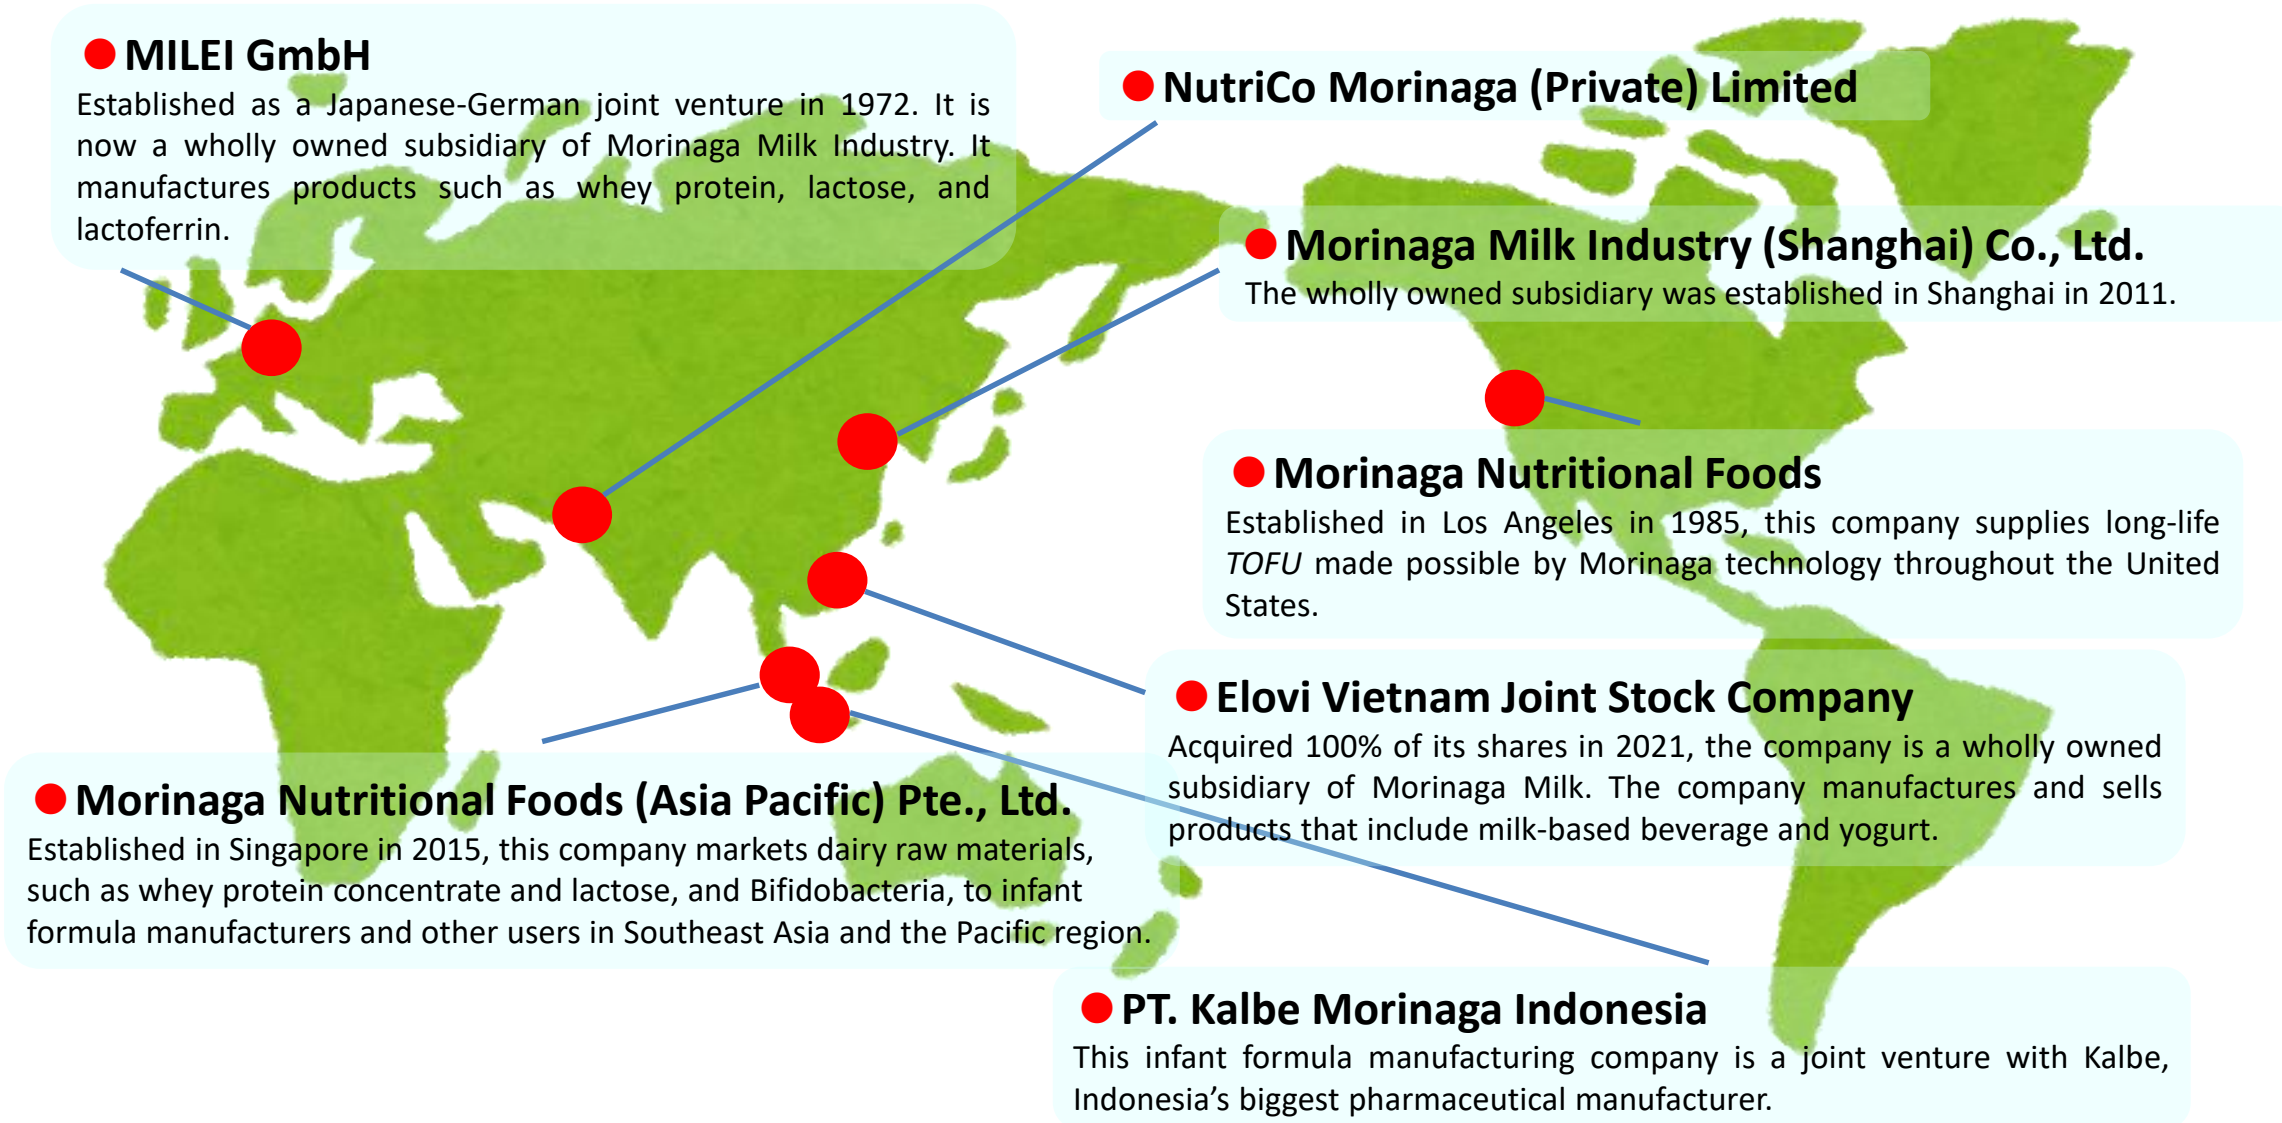 MILEI GmbH
Established as a Japanese-German joint venture in 1972. It is
now a wholly owned subsidiary of Morinaga Milk Industry. It
manufactures products such as whey protein, lactose, and
lactoferrin.
NutriCo Morinaga (Private) Limited
Morinaga Milk Industry (Shanghai) Co., Ltd.
The wholly owned subsidiary was established in Shanghai in 2011.
Morinaga Nutritional Foods
Established in Los Angeles in 1985, this company supplies long-life
TOFU made possible by Morinaga technology throughout the United
States.
Elovi Vietnam Joint Stock Company
Acquired 100% of its shares in 2021, the company is a wholly owned
subsidiary of Morinaga Milk. The company manufactures and sells
products that include milk-based beverage and yogurt.
Morinaga Nutritional Foods (Asia Pacific) Pte., Ltd.
Established in Singapore in 2015, this company markets dairy raw materials,
such as whey protein concentrate and lactose, and Bifidobacteria, to infant
formula manufacturers and other users in Southeast Asia and the Pacific region.
PT. Kalbe Morinaga Indonesia
This infant formula manufacturing company is a joint venture with Kalbe,
Indonesia’s biggest pharmaceutical manufacturer.